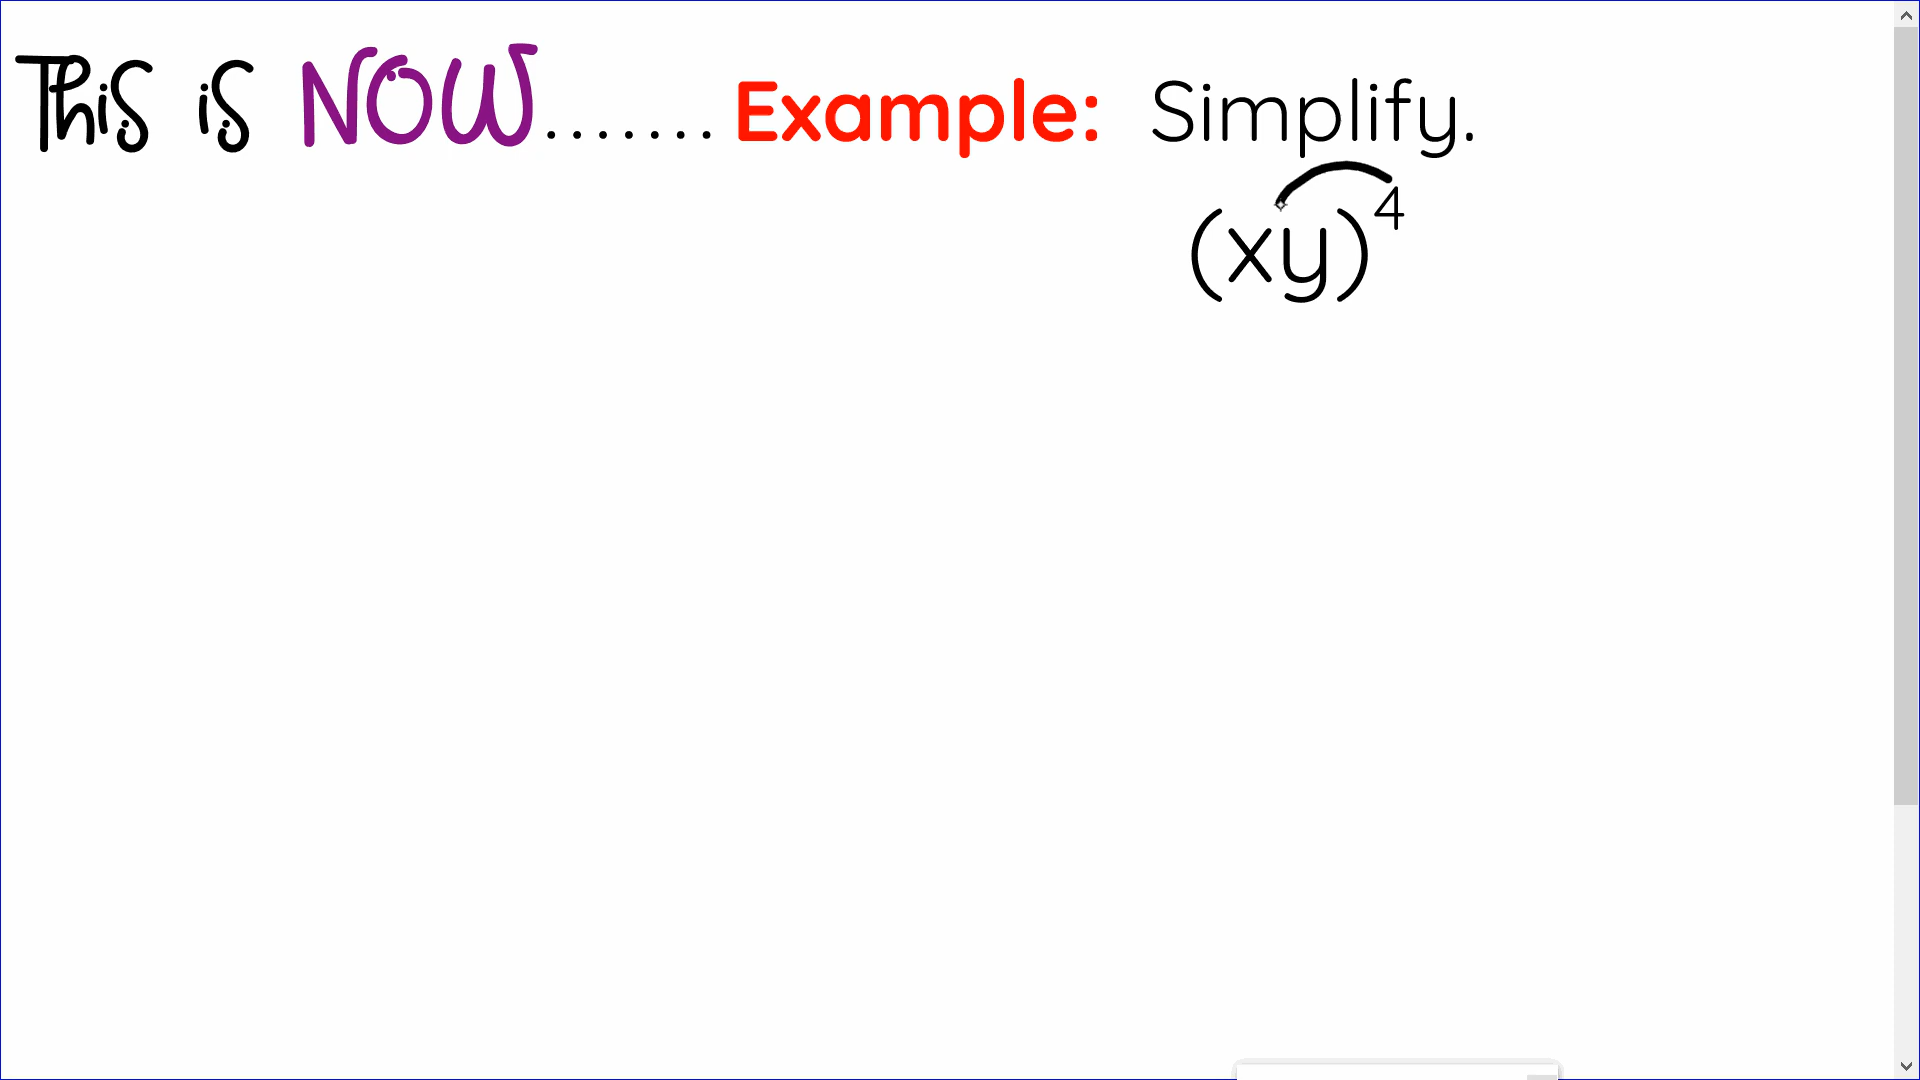 This is NOW....... Example: Simplify.
(xy)⁴